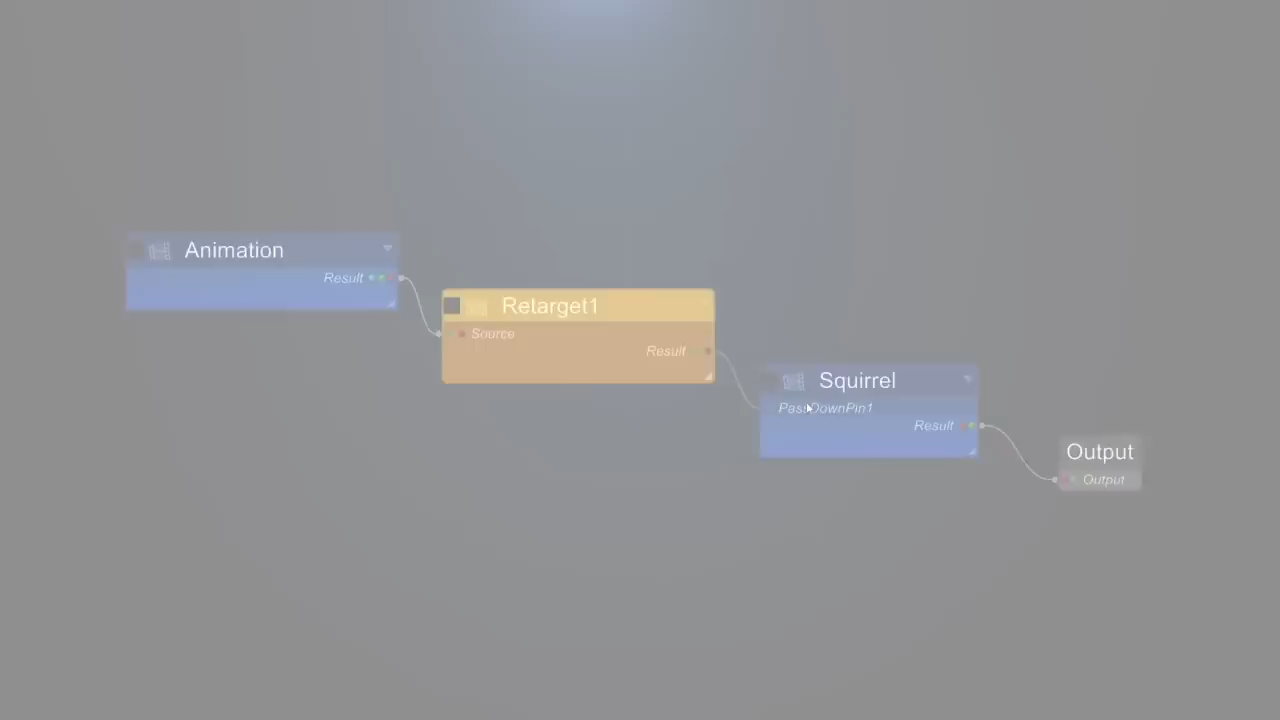 Animation
Result
Retarget1
Source
Result
Squirrel
PassDownPin1
Result
Output
Output